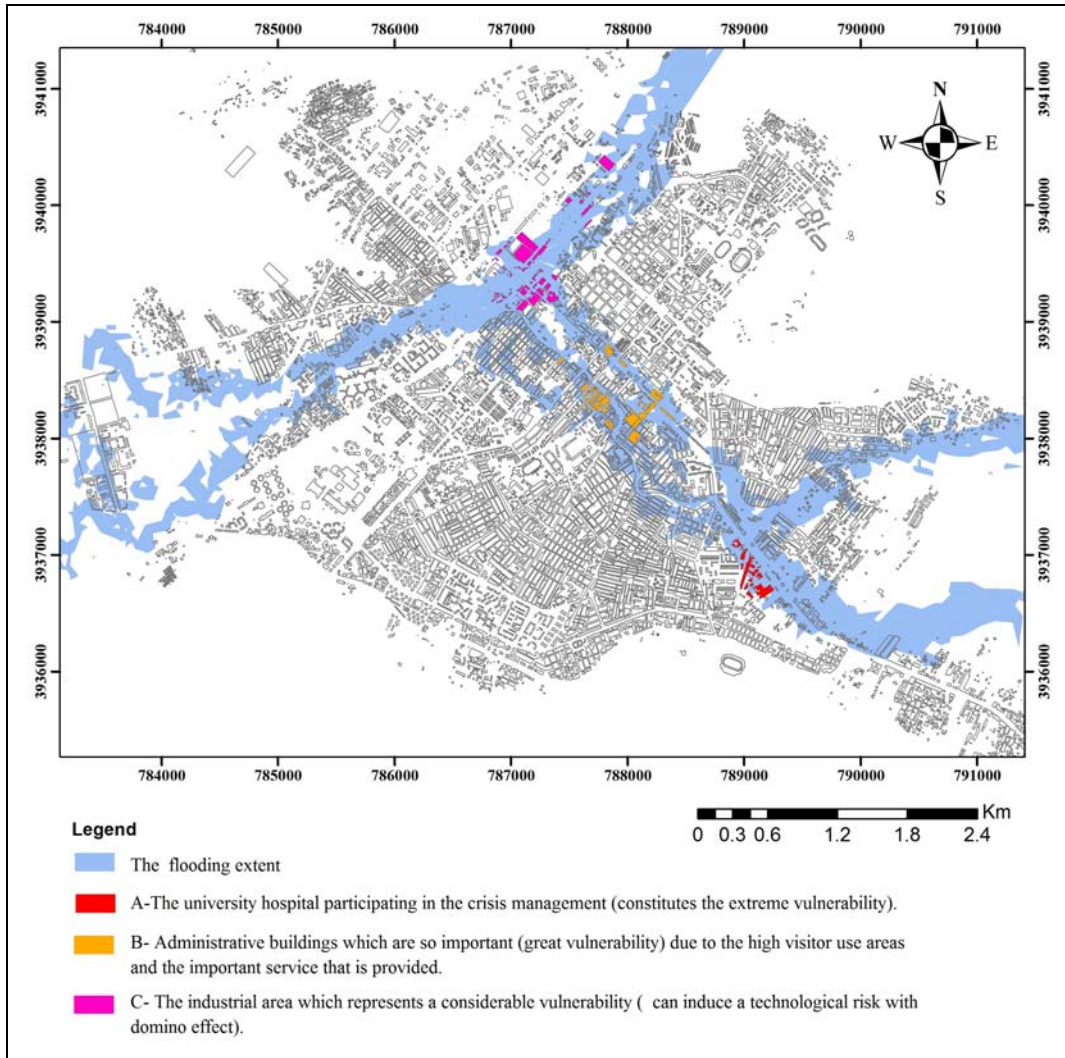 784000 785000 786000 787000 788000 789000 790000 791000
3941000 3941000
N
W E
S
3940000 3940000
3939000 3939000
3938000 3938000
3937000 3937000
3936000 3936000
784000 785000 786000 787000 788000 789000 790000 791000
Km
0 0.3 0.6 1.2 1.8 2.4
Legend
The flooding extent
A-The university hospital participating in the crisis management (constitutes the extreme vulnerability).
B- Administrative buildings which are so important (great vulnerability) due to the high visitor use areas
and the important service that is provided.
C- The industrial area which represents a considerable vulnerability ( can induce a technological risk with
domino effect).